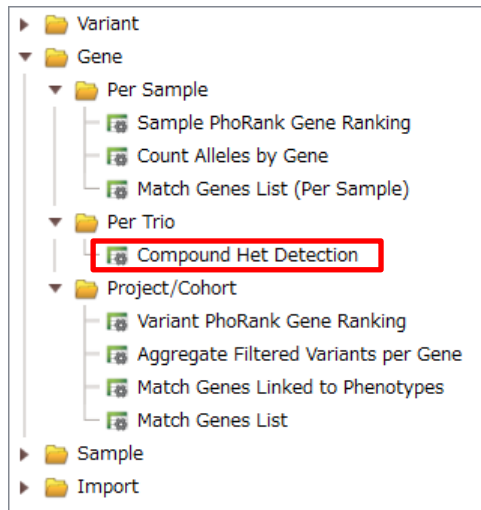 Variant
Gene
Per Sample
Sample PhoRank Gene Ranking
Count Alleles by Gene
Match Genes List (Per Sample)
Per Trio
Compound Het Detection
Project/Cohort
Variant PhoRank Gene Ranking
Aggregate Filtered Variants per Gene
Match Genes Linked to Phenotypes
Match Genes List
Sample
Import